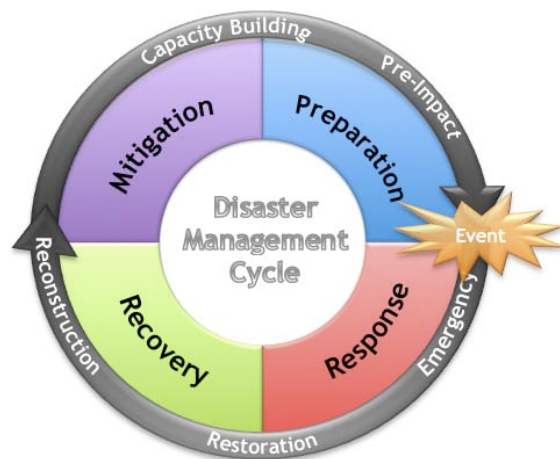 Capacity Building
Pre-Impact
Mitigation
Preparation
Disaster
Management
Cycle
Event
Reconstruction
Recovery
Response
Emergency
Restoration